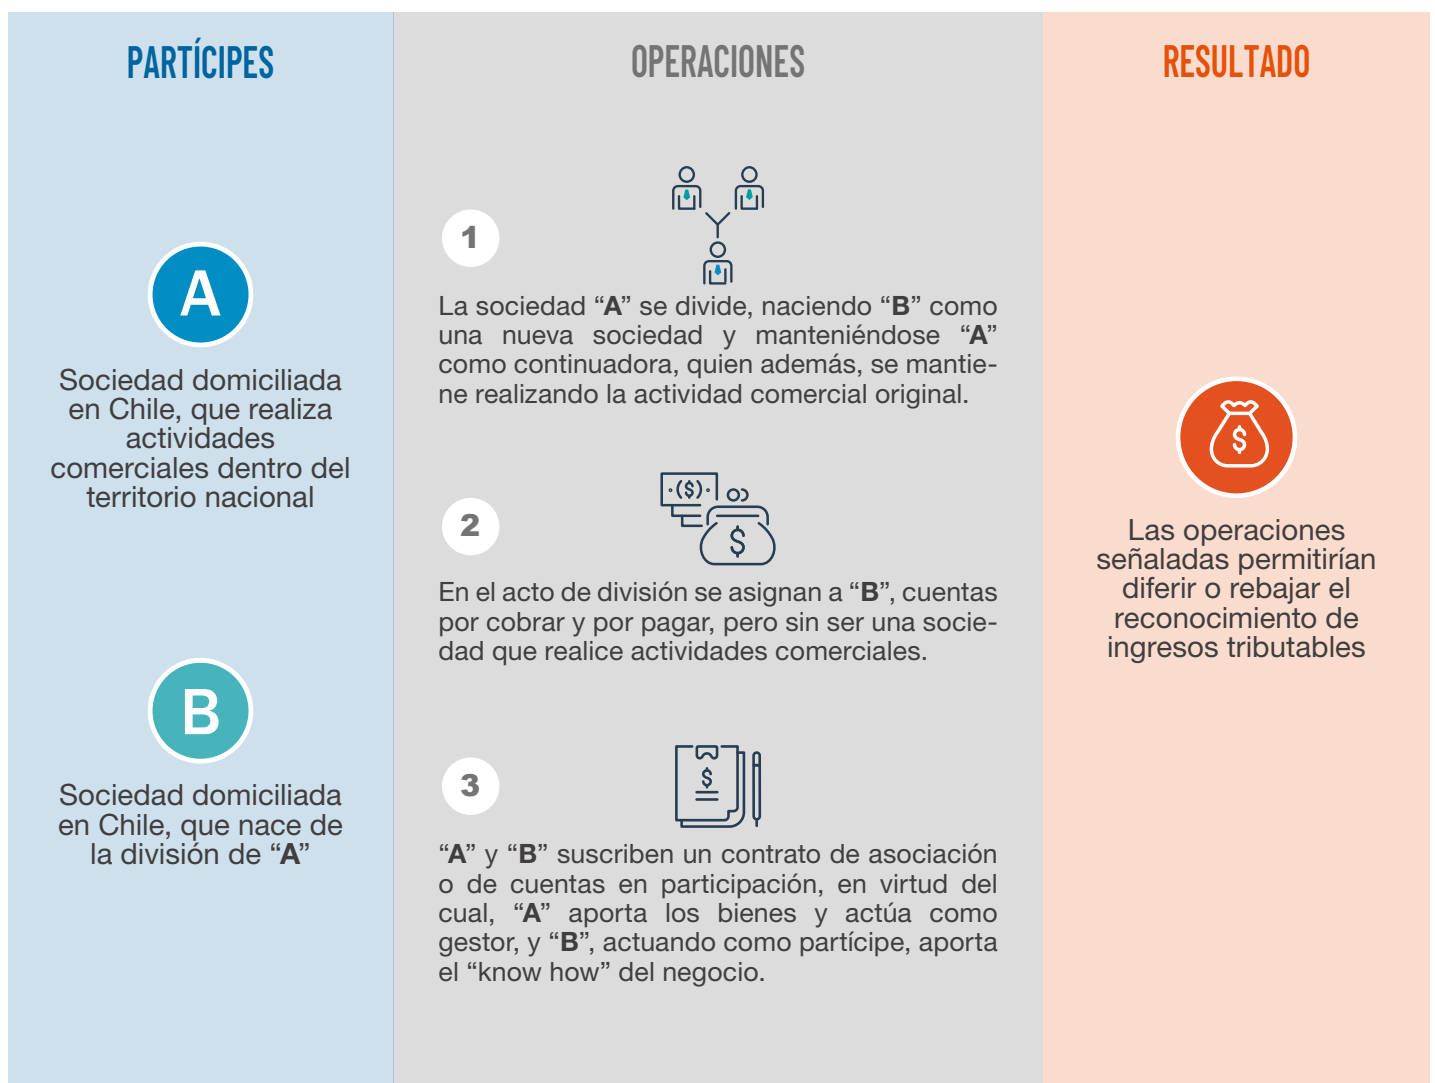 PARTÍCIPES
A
Sociedad domiciliada
en Chile, que realiza
actividades
comerciales dentro del
territorio nacional
B
Sociedad domiciliada
en Chile, que nace de
la división de “A”
OPERACIONES
1
La sociedad “A” se divide, naciendo “B” como
una nueva sociedad y manteniéndose “A”
como continuadora, quien además, se mantie-
ne realizando la actividad comercial original.
($)
$
2
En el acto de división se asignan a “B”, cuentas
por cobrar y por pagar, pero sin ser una socie-
dad que realice actividades comerciales.
$
3
“A” y “B” suscriben un contrato de asociación
o de cuentas en participación, en virtud del
cual, “A” aporta los bienes y actúa como
gestor, y “B”, actuando como partícipe, aporta
el “know how” del negocio.
RESULTADO
$
Las operaciones
señaladas permitirían
diferir o rebajar el
reconocimiento de
ingresos tributables